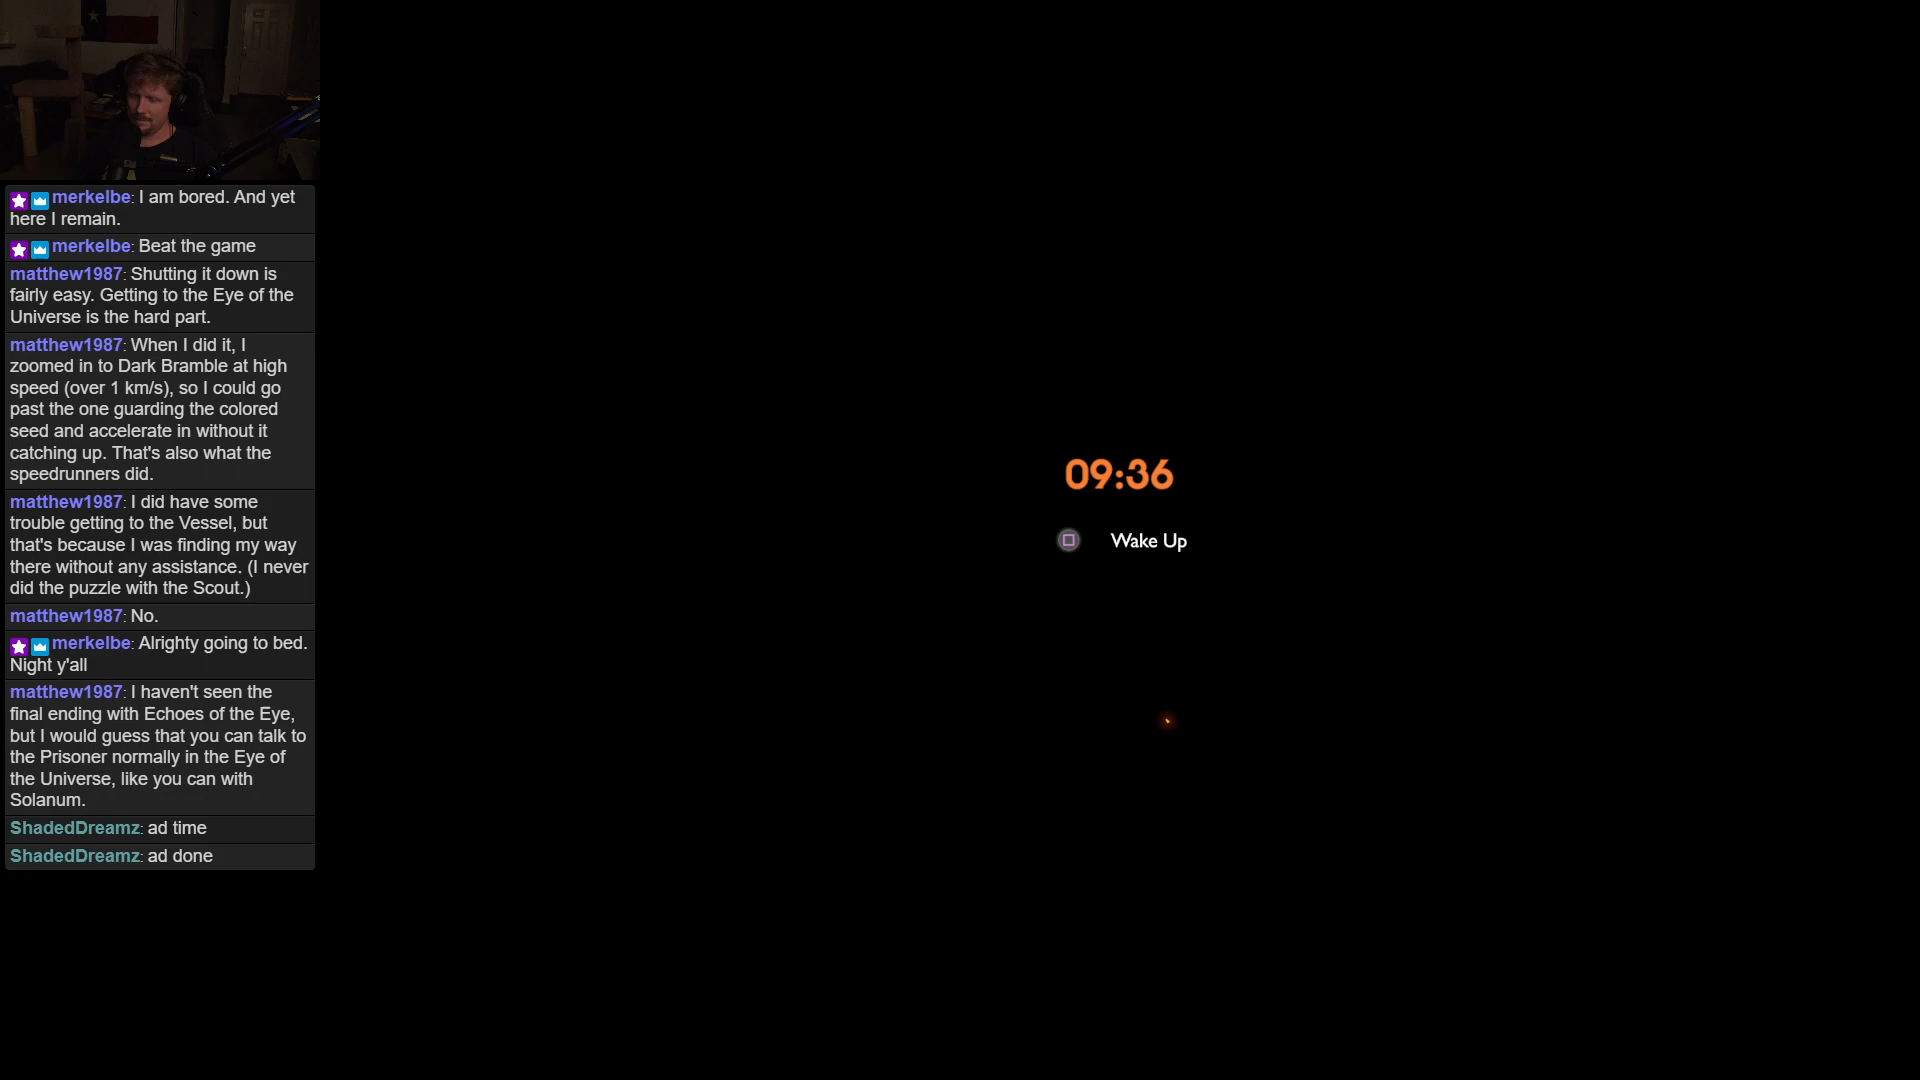 merkelbe: I am bored. And yet
here I remain.
merkelbe: Beat the game
matthew1987: Shutting it down is
fairly easy. Getting to the Eye of the
Universe is the hard part.
matthew1987: When I did it, I
zoomed in to Dark Bramble at high
speed (over 1 km/s), so I could go
past the one guarding the colored
seed and accelerate in without it
catching up. That's also what the
speedrunners did.
matthew1987: I did have some
trouble getting to the Vessel, but
that's because I was finding my way
there without any assistance. (I never
did the puzzle with the Scout.)
matthew1987: No.
merkelbe: Alrighty going to bed.
Night y'all
matthew1987: I haven't seen the
final ending with Echoes of the Eye,
but I would guess that you can talk to
the Prisoner normally in the Eye of
the Universe, like you can with
Solanum.
ShadedDreamz: ad time
ShadedDreamz: ad done
09:36
Wake Up